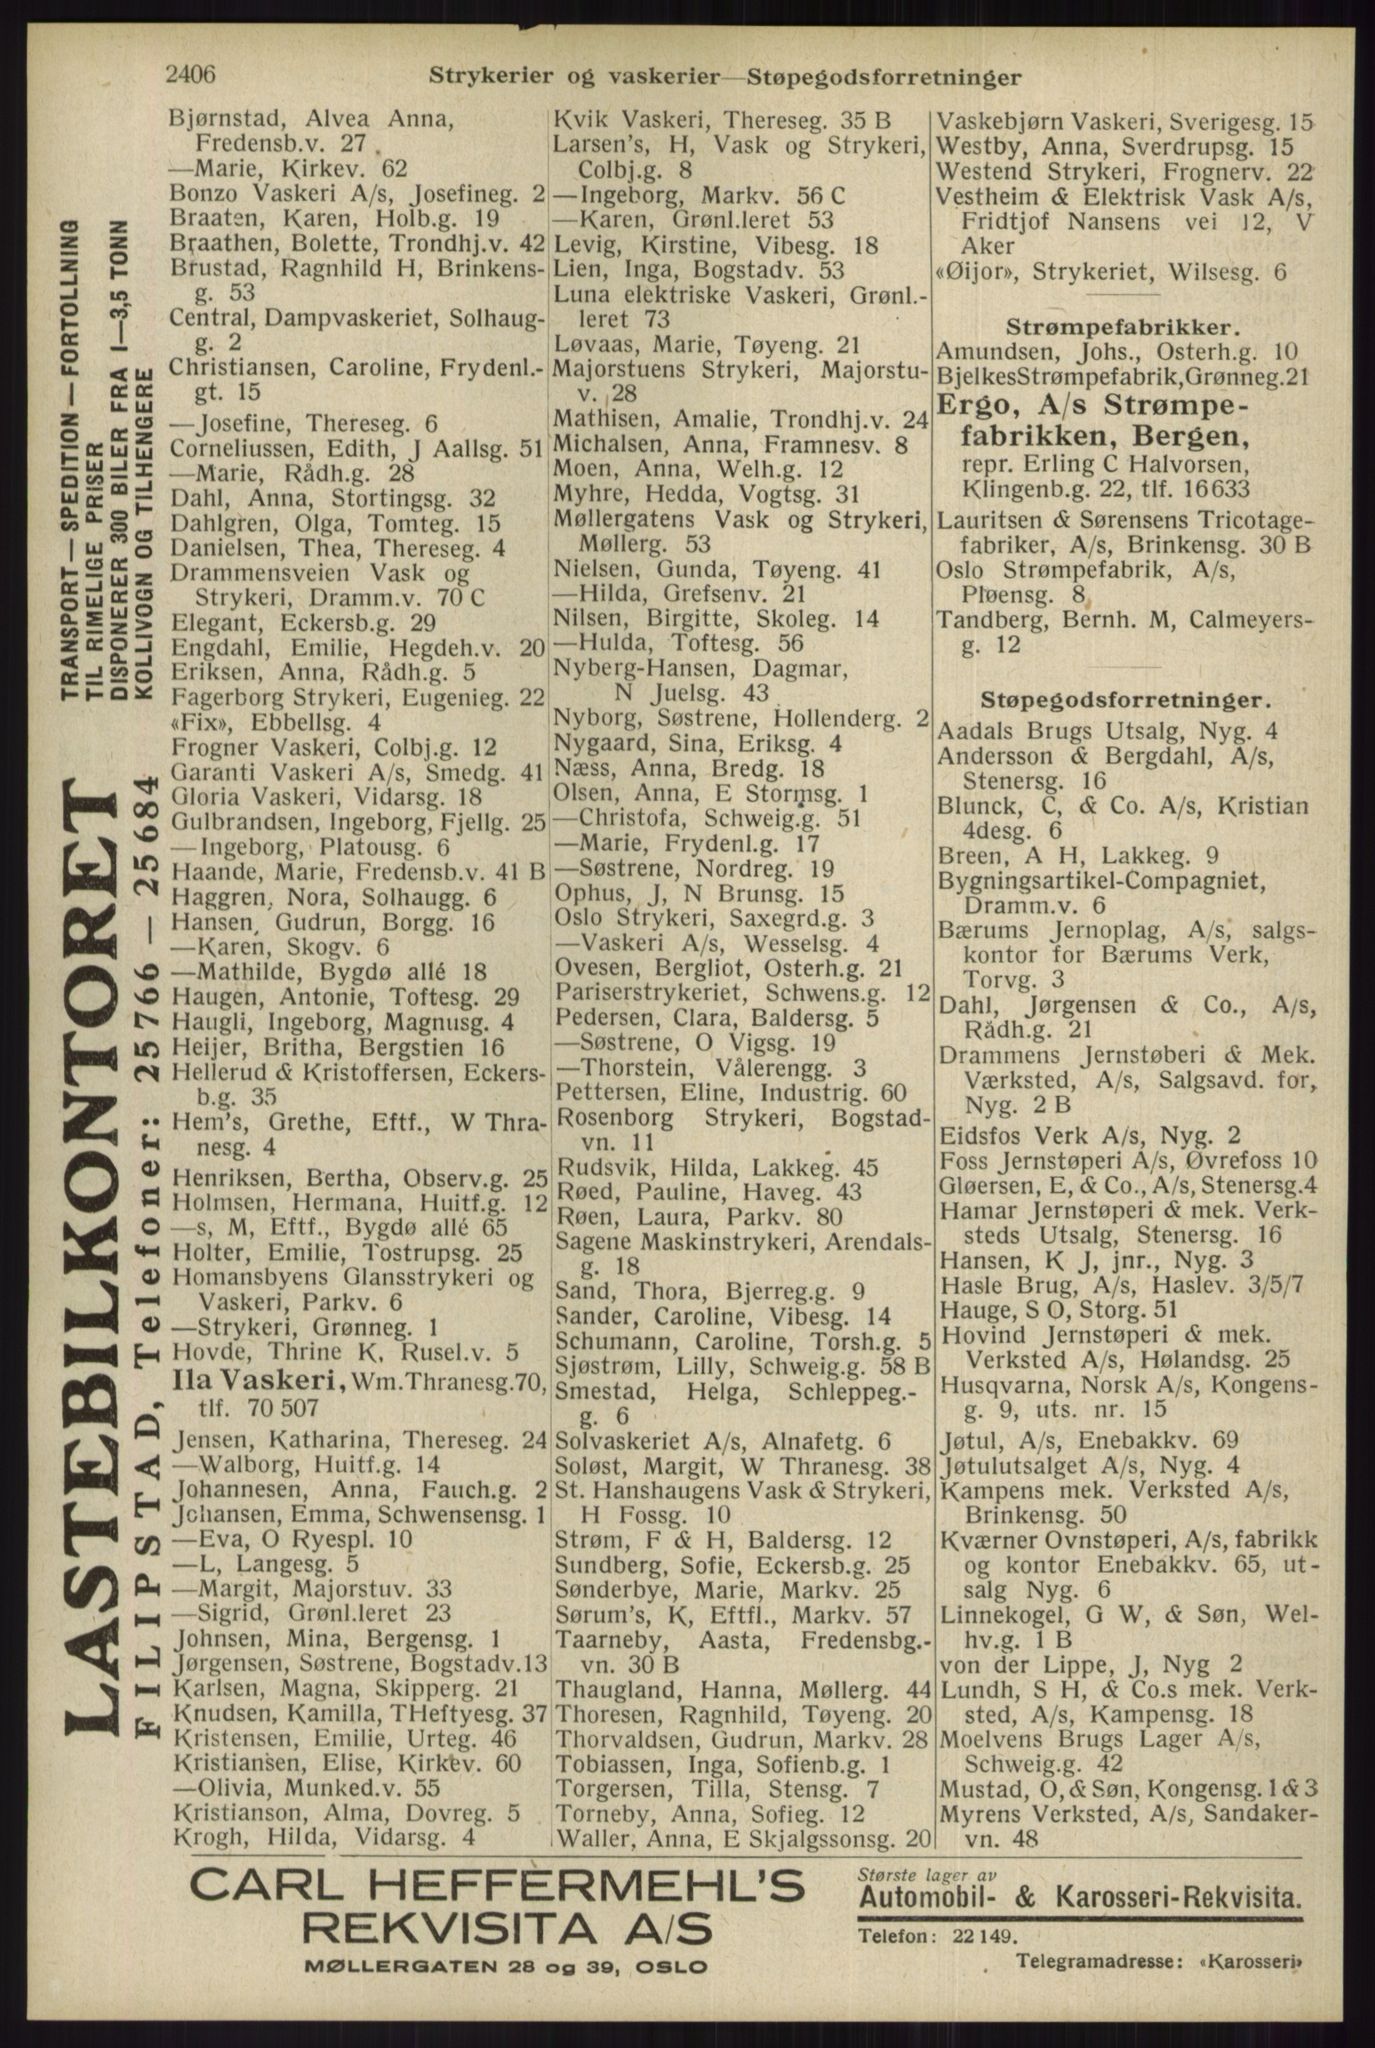 2406
Strykerier og vaskerier—Støpegodsforretninger
Bjørnstad, Alvea Anna,
Fredensb.v. 27
—Marie, Kirkev. 62
Bonzo Vaskeri A/s, Josefineg. 2
Braaten, Karen, Holb.g. 19
Braathen, Bolette, Trondhj.v. 42
Brustad, Ragnhild H, Brinkens-
g. 53
Central, Dampvaskeriet, Solhaug-
g. 2
Christiansen, Caroline, Frydenl.-
gt. 15
—Josefine, Thereseg. 6
Corneliussen, Edith, J Aallsg. 51
—Marie, Rådh.g. 28
Dahl, Anna, Stortingsg. 32
Dahlgren, Olga, Tomteg. 15
Danielsen, Thea, Thereseg. 4
Drammensveien Vask og
Strykeri, Dramm.v. 70 C
Elegant, Eckersb.g. 29
Engdahl, Emilie, Hegdeh.v. 20
Eriksen, Anna, Rådh.g. 5
Fagerborg Strykeri, Eugenieg. 22
«Fix», Ebbellsg. 4
Frogner Vaskeri, Colbj.g. 12
Garanti Vaskeri A/s, Smedg. 41
Gloria Vaskeri, Vidarsg. 18
Gulbrandsen, Ingeborg, Fjellg. 25
—Ingeborg, Platousg. 6
Haande, Marie, Fredensb.v. 41 B
Haggren, Nora, Solhaugg. 6
Hansen, Gudrun, Borgg. 16
—Karen, Skogv. 6
—Mathilde, Bygdø allé 18
Haugen, Antonie, Toftesg. 29
Haugli, Ingeborg, Magnusg. 4
Heijer, Britha, Bergstien 16
Hellerud & Kristoffersen, Eckers-
b.g. 35
Hem's, Grethe, Eftf., W Thra-
nesg. 4
Henriksen, Bertha, Observ.g. 25
Holmsen, Hermana, Huitf.g. 12
—s, M, Eftf., Bygdø allé 65
Holter, Emilie, Tostrupsg. 25
Homansbyens Glansstrykeri og
Vaskeri, Parkv. 6
—Strykeri, Grønneg. 1
Hovde, Thrine K, Rusel.v. 5
Ila Vaskeri, Wm.Thranesg.70,
tlf. 70 507
Jensen, Katharina, Thereseg. 24
—Walborg, Huitf.g. 14
Johannesen, Anna, Fauch.g. 2
Johansen, Emma, Schwensensg. 1
—Eva, O Ryespl. 10
—L, Langesg. 5
—Margit, Majorstuv. 33
—Sigrid, Grønl.leret 23
Johnsen, Mina, Bergensg. 1
Jørgensen, Søstrene, Bogstadv.13
Karlsen, Magna, Skipperg. 21
Knudsen, Kamilla, THeftyesg. 37
Kristensen, Emilie, Urteg. 46
Kristiansen, Elise, Kirkev. 60
—Olivia, Munked.v. 55
Kristianson, Alma, Dovreg. 5
Krogh, Hilda, Vidarsg. 4
Kvik Vaskeri, Thereseg. 35 B
Larsen's, H, Vask og Strykeri,
Colbj.g. 8
—Ingeborg, Markv. 56 C
—Karen, Grønl.leret 53
Levig, Kirstine, Vibesg. 18
Lien, Inga, Bogstadv. 53
Luna elektriske Vaskeri, Grønl.-
leret 73
Løvaas, Marie, Tøyeng. 21
Majorstuens Strykeri, Majorstu-
v. 28
Mathisen, Amalie, Trondhj.v. 24
Michalsen, Anna, Framnesv. 8
Moen, Anna, Welh.g. 12
Myhre, Hedda, Vogtsg. 31
Møllergatens Vask og Strykeri,
Møllerg. 53
Nielsen, Gunda, Tøyeng. 41
—Hilda, Grefsenv. 21
Nilsen, Birgitte, Skoleg. 14
—Hulda, Toftesg. 56
Nyberg-Hansen, Dagmar,
N Juelsg. 43
Nyborg, Søstrene, Hollenderg. 2
Nygaard, Sina, Eriksg. 4
Næss, Anna, Bredg. 18
Olsen, Anna, E Stormsg. 1
—Christofa, Schweig.g. 51
—Marie, Frydenl.g. 17
—Søstrene, Nordreg. 19
Ophus, J, N Brunsg. 15
Oslo Strykeri, Saxegrd.g. 3
—Vaskeri A/s, Wesselsg. 4
Ovesen, Bergliot, Osterh.g. 21
Pariserstrykeriet, Schwens.g. 12
Pedersen, Clara, Baldersg. 5
—Søstrene, O Vigsg. 19
—Thorstein, Vålerengg. 3
Pettersen, Eline, Industrig. 60
Rosenborg Strykeri, Bogstad-
vn. 11
Rudsvik, Hilda, Lakkeg. 45
Røed, Pauline, Haveg. 43
Røen, Laura, Parkv. 80
Sagene Maskinstrykeri, Arendals-
g. 18
Sand, Thora, Bjerreg.g. 9
Sander, Caroline, Vibesg. 14
Schumann, Caroline, Torsh.g. 5
Sjøstrøm, Lilly, Schweig.g. 58 B
Smestad, Helga, Schleppeg.-
g. 6
Solvaskeriet A/s, Alnafetg. 6
Soløst, Margit, W Thranesg. 38
St. Hanshaugens Vask & Strykeri,
H Fossg. 10
Strøm, F & H, Baldersg. 12
Sundberg, Sofie, Eckersb.g. 25
Sønderbye, Marie, Markv. 25
Sørum's, K, Eftfl., Markv. 57
Taarneby, Aasta, Fredensbg.-
vn. 30 B
Thaugland, Hanna, Møllerg. 44
Thoresen, Ragnhild, Tøyeng. 20
Thorvaldsen, Gudrun, Markv. 28
Tobiassen, Inga, Sofienb.g. 1
Torgersen, Tilla, Stensg. 7
Torneby, Anna, Sofieg. 12
Waller, Anna, E Skjalgssonsg. 20
Vaskebjørn Vaskeri, Sverigesg. 15
Westby, Anna, Sverdrupsg. 15
Westend Strykeri, Frognerv. 22
Vestheim & Elektrisk Vask A/s,
Fridtjof Nansens vei 12, V
Aker
«Øijor», Strykeriet, Wilsesg. 6
Strømpefabrikker.
Amundsen, Johs., Osterh.g. 10
BjelkesStrømpefabrik,Grønneg.21
Ergo, A/s Strømpe-
fabrikken, Bergen,
repr. Erling C Halvorsen,
Klingenb.g. 22, tlf. 16633
Lauritsen & Sørensens Tricotage-
fabriker, A/s, Brinkensg. 30 B
Oslo Strømpefabrik, A/s,
Pløensg. 8
Tandberg, Bernh. M, Calmeyers-
g. 12
Støpegodsforretninger.
Aadals Brugs Utsalg, Nyg. 4
Andersson & Bergdahl, A/s,
Stenersg. 16
Blunck, C, & Co. A/s, Kristian
4desg. 6
Breen, A H, Lakkeg. 9
Bygningsartikel-Compagniet,
Dramm.v. 6
Bærums Jernoplag, A/s, salgs-
kontor for Bærums Verk,
Torvg. 3
Dahl, Jørgensen & Co., A/s,
Rådh.g. 21
Drammens Jernstøberi & Mek.
Værksted, A/s, Salgsavd. for,
Nyg. 2 B
Eidsfos Verk A/s, Nyg. 2
Foss Jernstøperi A/s, Øvrefoss 10
Gløersen, E, & Co., A/s, Stenersg.4
Hamar Jernstøperi & mek. Verk-
steds Utsalg, Stenersg. 16
Hansen, K J, jnr., Nyg. 3
Hasle Brug, A/s, Haslev. 3/5/7
Hauge, S O, Storg. 51
Hovind Jernstøperi & mek.
Verksted A/s, Hølandsg. 25
Husqvarna, Norsk A/s, Kongens-
g. 9, uts. nr. 15
Jøtul, A/s, Enebakkv. 69
Jøtulutsalget A/s, Nyg. 4
Kampens mek. Verksted A/s,
Brinkensg. 50
Kværner Ovnstøperi, A/s, fabrikk
og kontor Enebakkv. 65, ut-
salg Nyg. 6
Linnekogel, G W, & Søn, Wel-
hv.g. 1 B
von der Lippe, J, Nyg 2
Lundh, S H, & Co.s mek. Verk-
sted, A/s, Kampensg. 18
Moelvens Brugs Lager A/s,
Schweig.g. 42
Mustad, O, & Søn, Kongensg. 1 & 3
Myrens Verksted, A/s, Sandaker-
vn. 48
LASTEBILKONTORET
FILIPSTAD, Telefoner: 25766 — 25684
TRANSPORT—SPEDITION—FORTOLLNING
TIL RIMELIGE PRISER
DISPONERER 300 BILER FRA 1—3,5 TONN
KOLLIVOGN OG TILHENGERE
CARL HEFFERMEHL'S
REKVISITA A/S
MØLLERGATEN 28 og 39, OSLO
Største lager av
Automobil- & Karosseri-Rekvisita.
Telefon: 22 149.
Telegramadresse: «Karosseri»